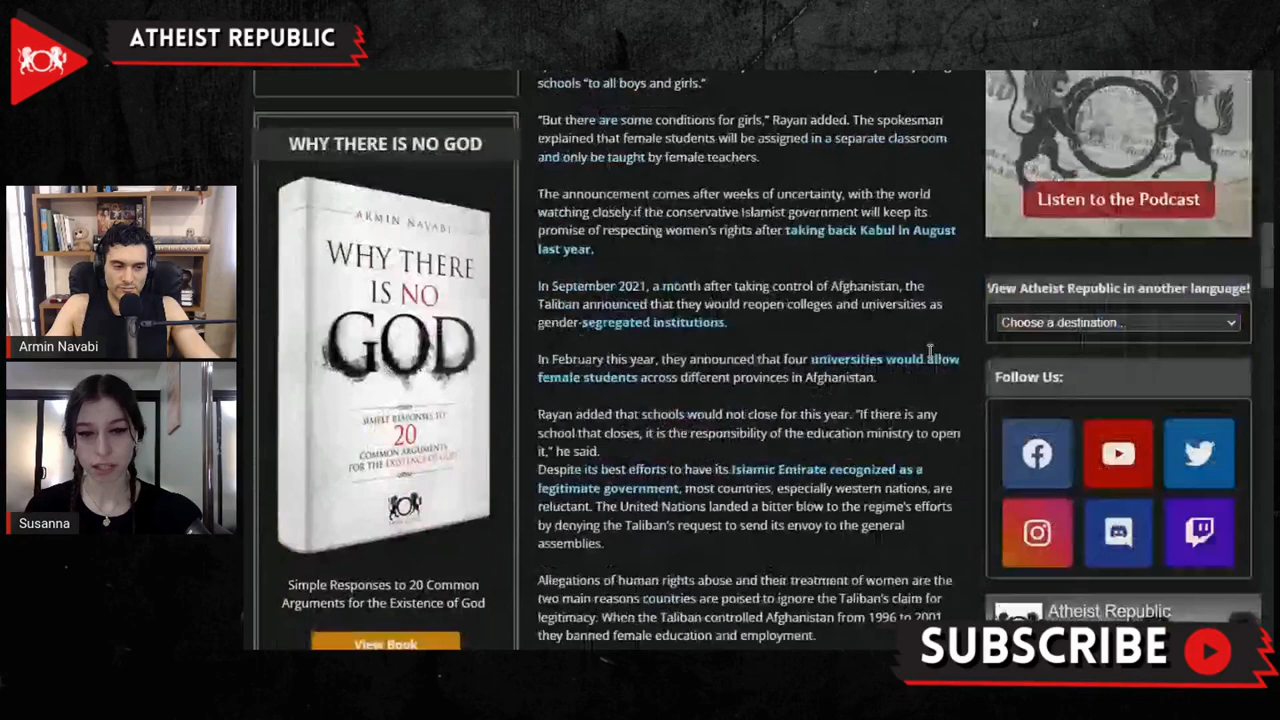 ATHEIST REPUBLIC
WHY THERE IS NO GOD
ARMIN NAVABI
WHY THERE
IS NO
GOD
SIMPLE RESPONSES TO
20
COMMON ARGUMENTS
FOR THE EXISTENCE OF GOD
Simple Responses to 20 Common
Arguments for the Existence of God
View Book
Armin Navabi
Susanna
schools “to all boys and girls.”
“But there are some conditions for girls,” Rayan added. The spokesman
explained that female students will be assigned in a separate classroom
and only be taught by female teachers.
The announcement comes after weeks of uncertainty, with the world
watching closely if the conservative Islamist government will keep its
promise of respecting women’s rights after taking back Kabul in August
last year.
In September 2021, a month after taking control of Afghanistan, the
Taliban announced that they would reopen colleges and universities as
gender-segregated institutions.
In February this year, they announced that four universities would allow
female students across different provinces in Afghanistan.
Rayan added that schools would not close for this year. “If there is any
school that closes, it is the responsibility of the education ministry to open
it,” he said.
Despite its best efforts to have its Islamic Emirate recognized as a
legitimate government, most countries, especially western nations, are
reluctant. The United Nations landed a bitter blow to the regime’s efforts
by denying the Taliban’s request to send its envoy to the general
assemblies.
Allegations of human rights abuse and their treatment of women are the
two main reasons countries are poised to ignore the Taliban’s claim for
legitimacy. When the Taliban controlled Afghanistan from 1996 to 2001,
they banned female education and employment.
Listen to the Podcast
View Atheist Republic in another language!
Choose a destination
Follow Us:
Atheist Republic
SUBSCRIBE